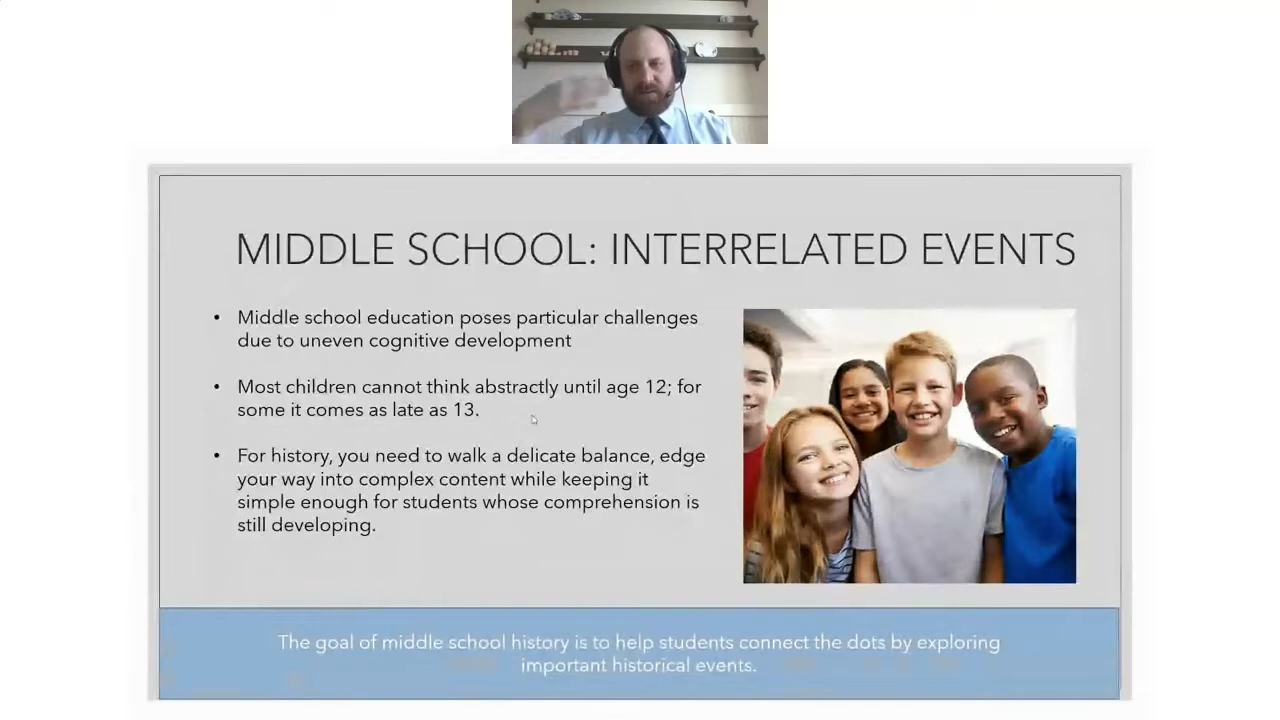 MIDDLE SCHOOL: INTERRELATED EVENTS
• Middle school education poses particular challenges
due to uneven cognitive development
• Most children cannot think abstractly until age 12; for
some it comes as late as 13.
• For history, you need to walk a delicate balance, edge
your way into complex content while keeping it
simple enough for students whose comprehension is
still developing.
The goal of middle school history is to help students connect the dots by exploring
important historical events.